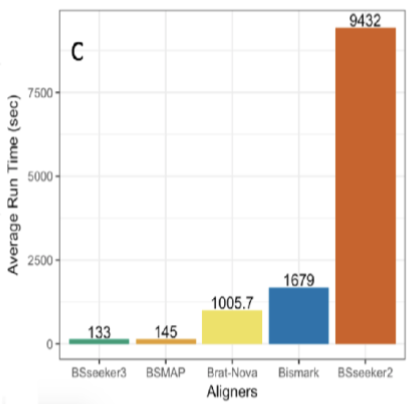 C
9432
7500
5000
2500
0
133
145
1005.7
1679
Average Run Time (sec)
BSseeker3 BSMAP Brat-Nova Bismark BSseeker2
Aligners